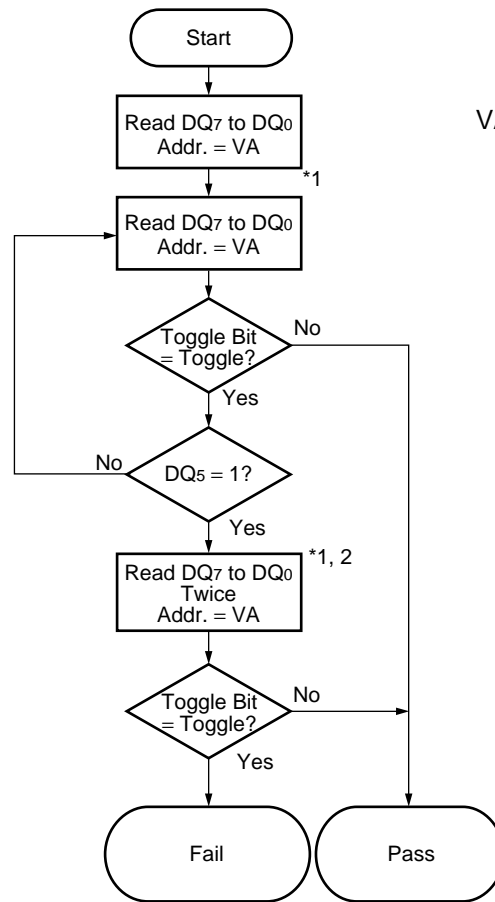 Start
Read DQ7 to DQ0
Addr. = VA
*1
Read DQ7 to DQ0
Addr. = VA
Toggle Bit
= Toggle?
No
Yes
DQ5 = 1?
No
Yes
Read DQ7 to DQ0
Twice
Addr. = VA
*1, 2
Toggle Bit
= Toggle?
No
Yes
Fail
Pass